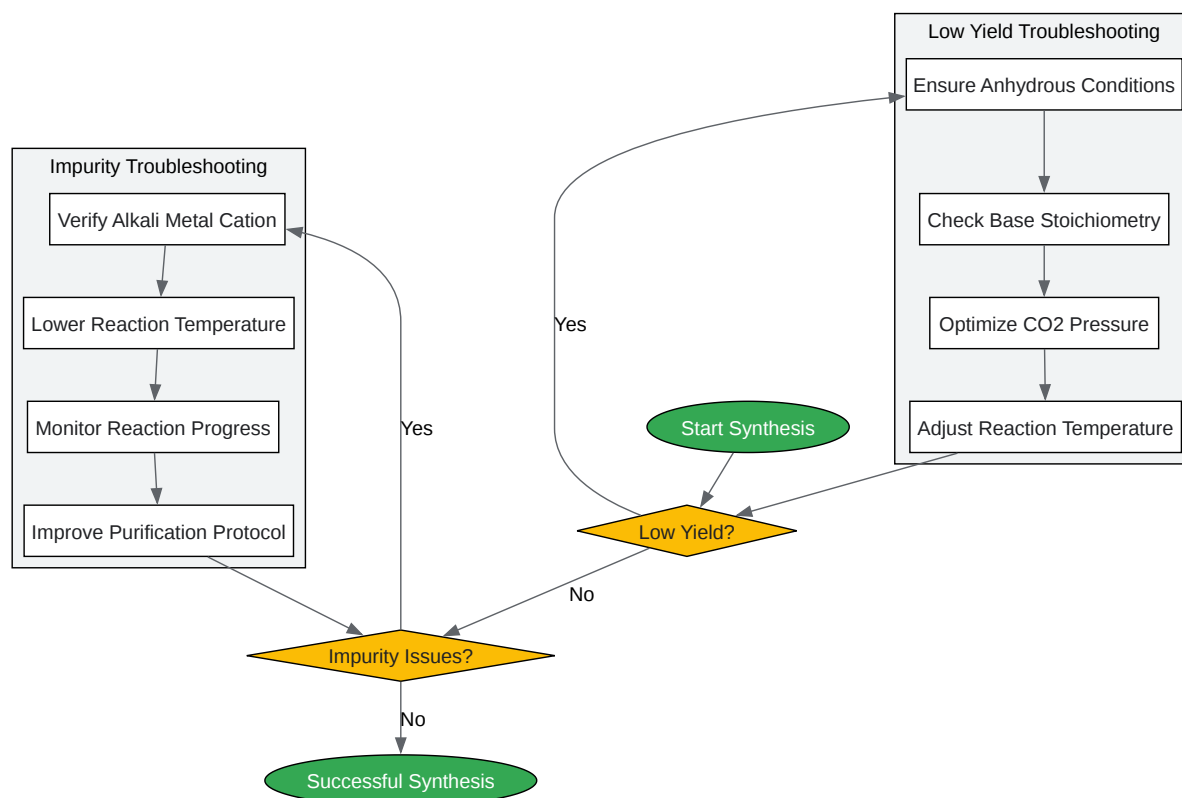 Low Yield Troubleshooting
Ensure Anhydrous Conditions
Check Base Stoichiometry
Optimize CO2 Pressure
Adjust Reaction Temperature
Impurity Troubleshooting
Verify Alkali Metal Cation
Lower Reaction Temperature
Monitor Reaction Progress
Improve Purification Protocol
Yes
Yes
Start Synthesis
Low Yield?
No
Impurity Issues?
No
Successful Synthesis